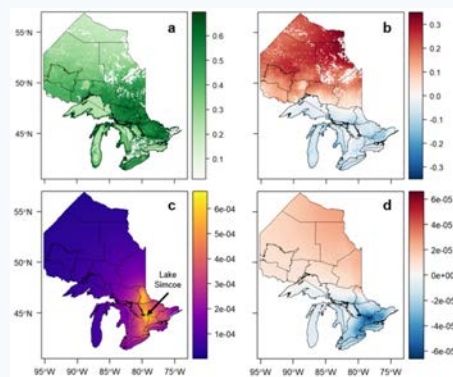 a
b
55°N
50°N
45°N
0.6
0.5
0.4
0.3
0.2
0.1
0.3
0.2
0.1
0.0
-0.1
-0.2
-0.3
c
d
55°N
50°N
45°N
Lake
Simcoe
6e-04
5e-04
4e-04
3e-04
2e-04
1e-04
6e-05
4e-05
2e-05
0e+00
-2e-05
-4e-05
-6e-05
95°W 90°W 85°W 80°W 75°W
95°W 90°W 85°W 80°W 75°W